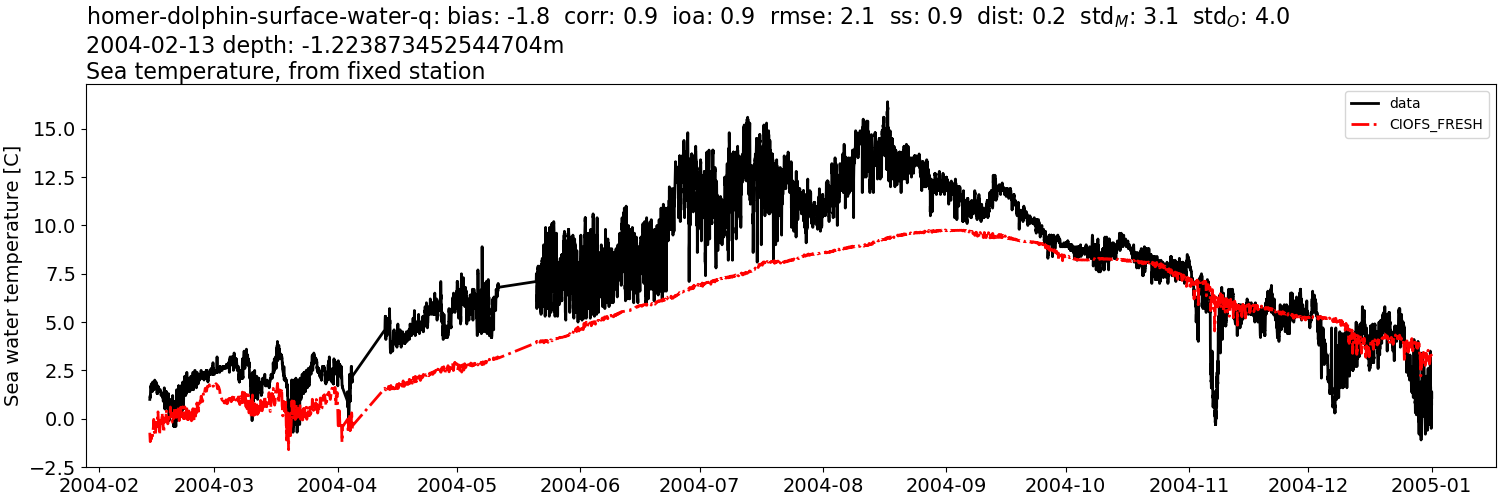 homer-dolphin-surface-water-q: bias: -1.8  corr: 0.9  ioa: 0.9  rmse: 2.1  ss: 0.9  dist: 0.2  std_M: 3.1  std_O: 4.0
2004-02-13 depth: -1.223873452544704m
Sea temperature, from fixed station
data
CIOFS_FRESH
Sea water temperature [C]
15.0
12.5
10.0
7.5
5.0
2.5
0.0
−2.5
2004-02 2004-03 2004-04 2004-05 2004-06 2004-07 2004-08 2004-09 2004-10 2004-11 2004-12 2005-01